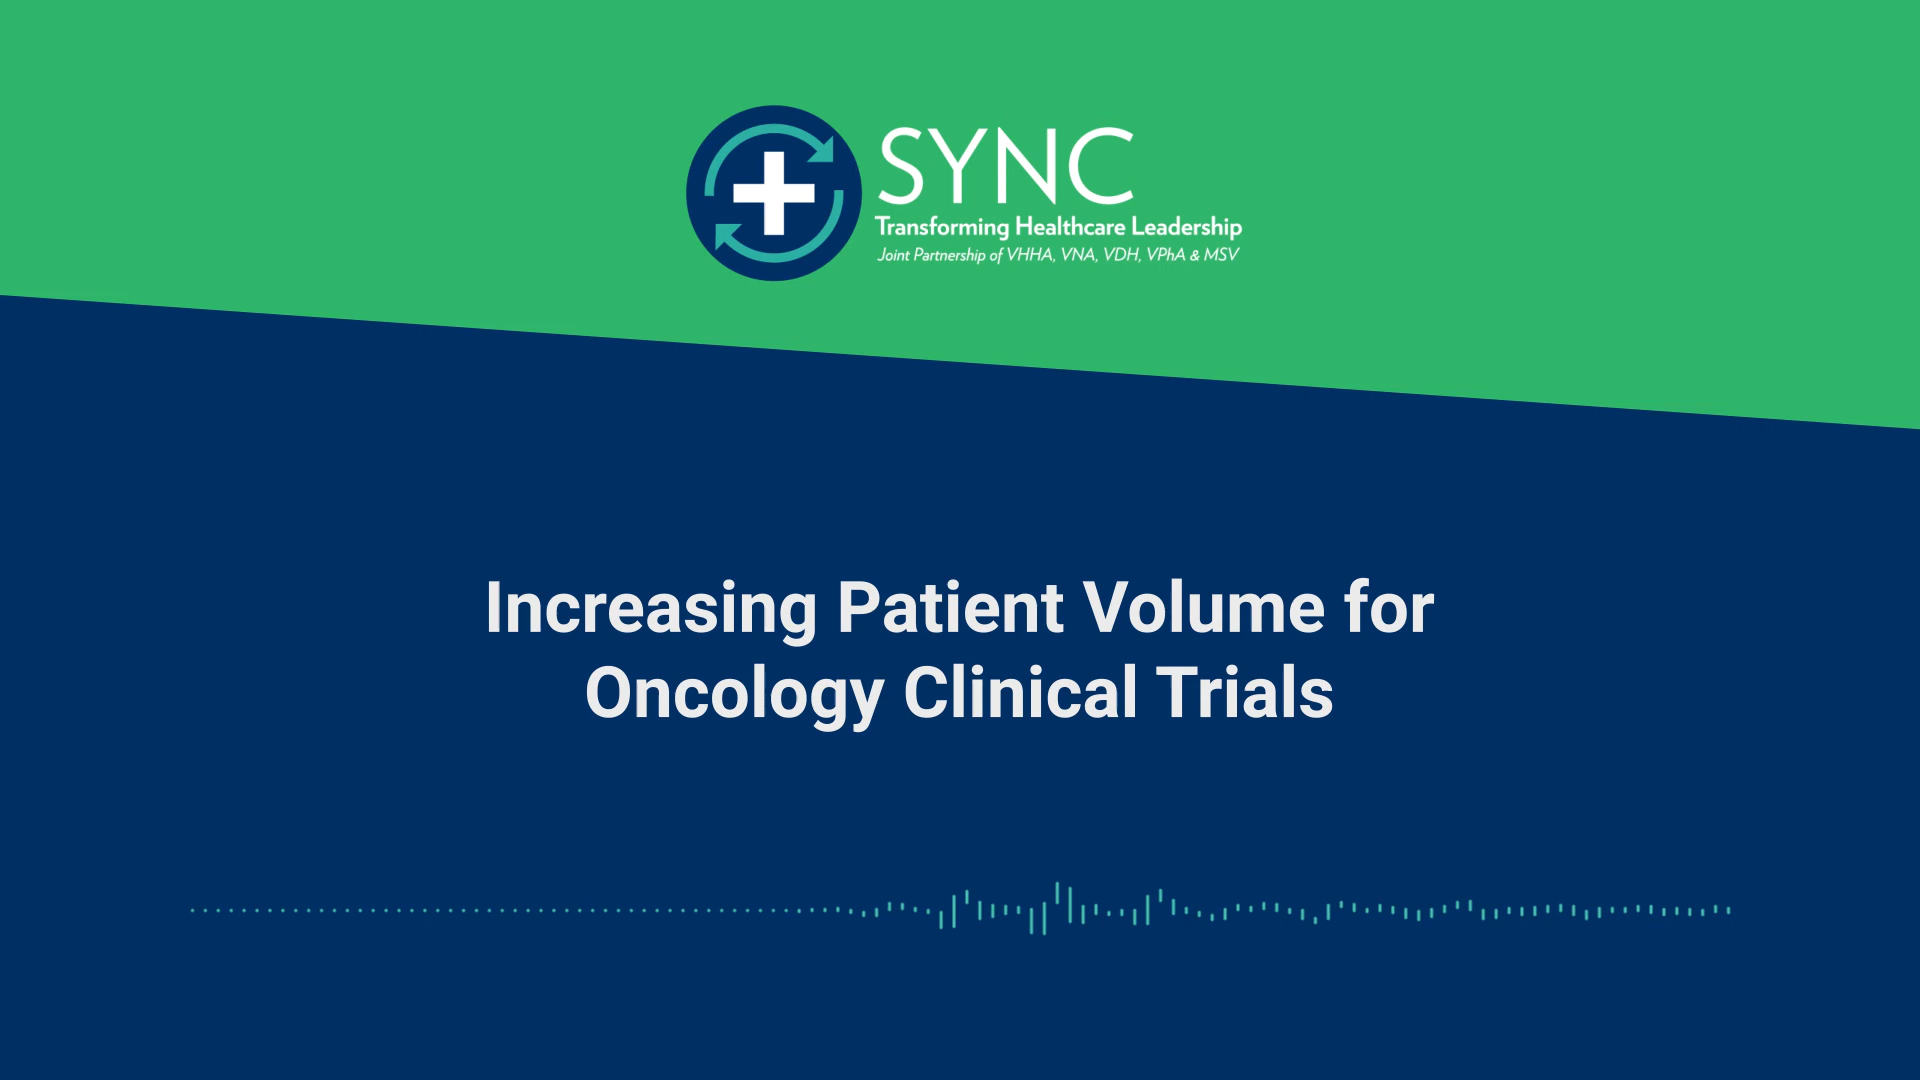 SYNC
Transforming Healthcare Leadership
Joint Partnership of VHHA, VNA, VDH, VPhA & MSV
Increasing Patient Volume for
Oncology Clinical Trials